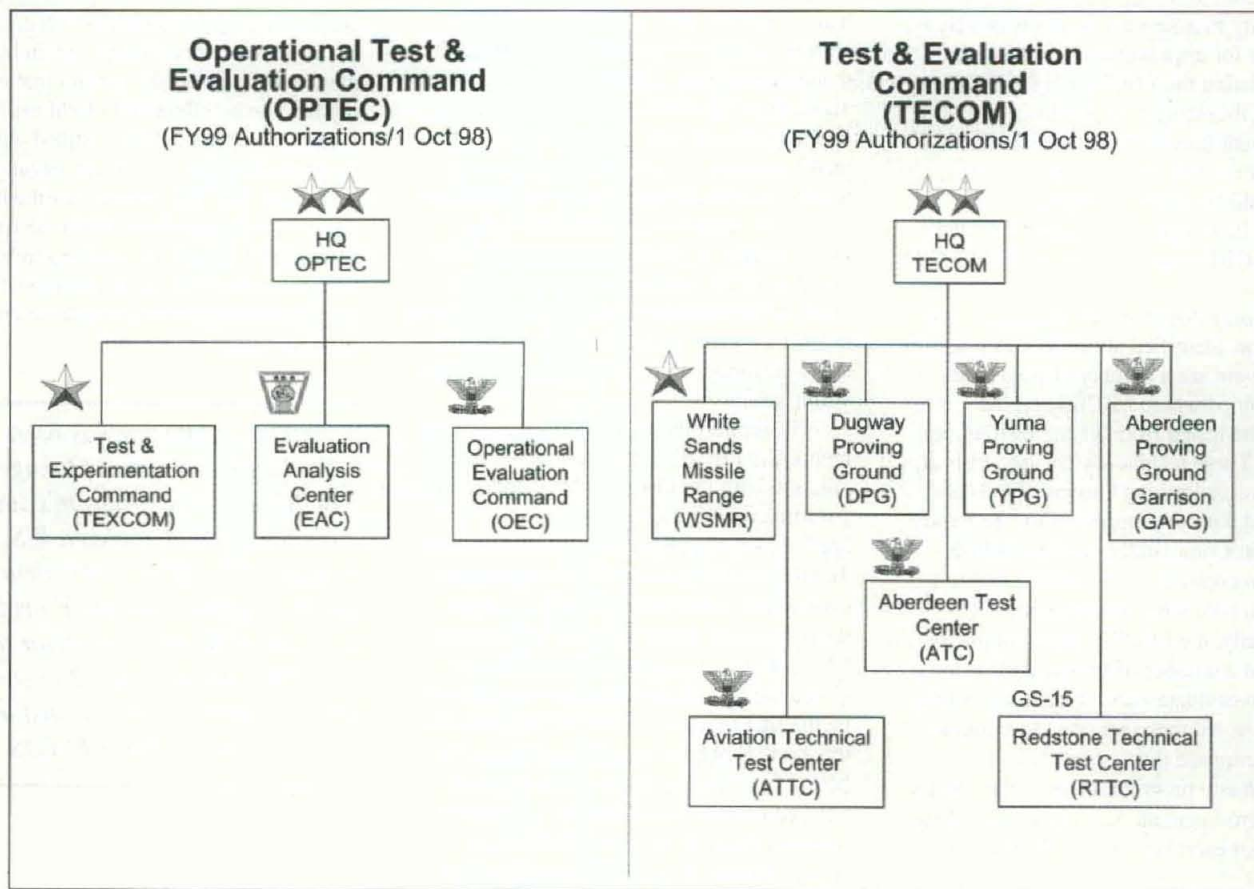 Operational Test &
Evaluation Command
(OPTEC)
(FY99 Authorizations/1 Oct 98)
HQ
OPTEC
Test &
Experimentation
Command
(TEXCOM)
Evaluation
Analysis
Center
(EAC)
Operational
Evaluation
Command
(OEC)
Test & Evaluation
Command
(TECOM)
(FY99 Authorizations/1 Oct 98)
HQ
TECOM
White
Sands
Missile
Range
(WSMR)
Dugway
Proving
Ground
(DPG)
Yuma
Proving
Ground
(YPG)
Aberdeen
Proving
Ground
Garrison
(GAPG)
Aberdeen Test
Center
(ATC)
Aviation Technical
Test Center
(ATTC)
GS-15
Redstone Technical
Test Center
(RTTC)